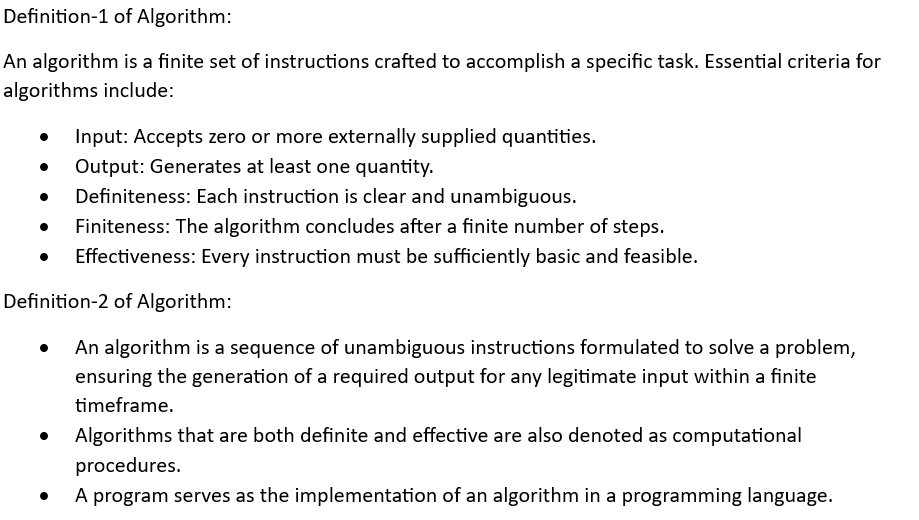 Definition-1 of Algorithm:
An algorithm is a finite set of instructions crafted to accomplish a specific task. Essential criteria for
algorithms include:
• Input: Accepts zero or more externally supplied quantities.
• Output: Generates at least one quantity.
• Definiteness: Each instruction is clear and unambiguous.
• Finiteness: The algorithm concludes after a finite number of steps.
• Effectiveness: Every instruction must be sufficiently basic and feasible.
Definition-2 of Algorithm:
• An algorithm is a sequence of unambiguous instructions formulated to solve a problem,
ensuring the generation of a required output for any legitimate input within a finite
timeframe.
• Algorithms that are both definite and effective are also denoted as computational
procedures.
• A program serves as the implementation of an algorithm in a programming language.